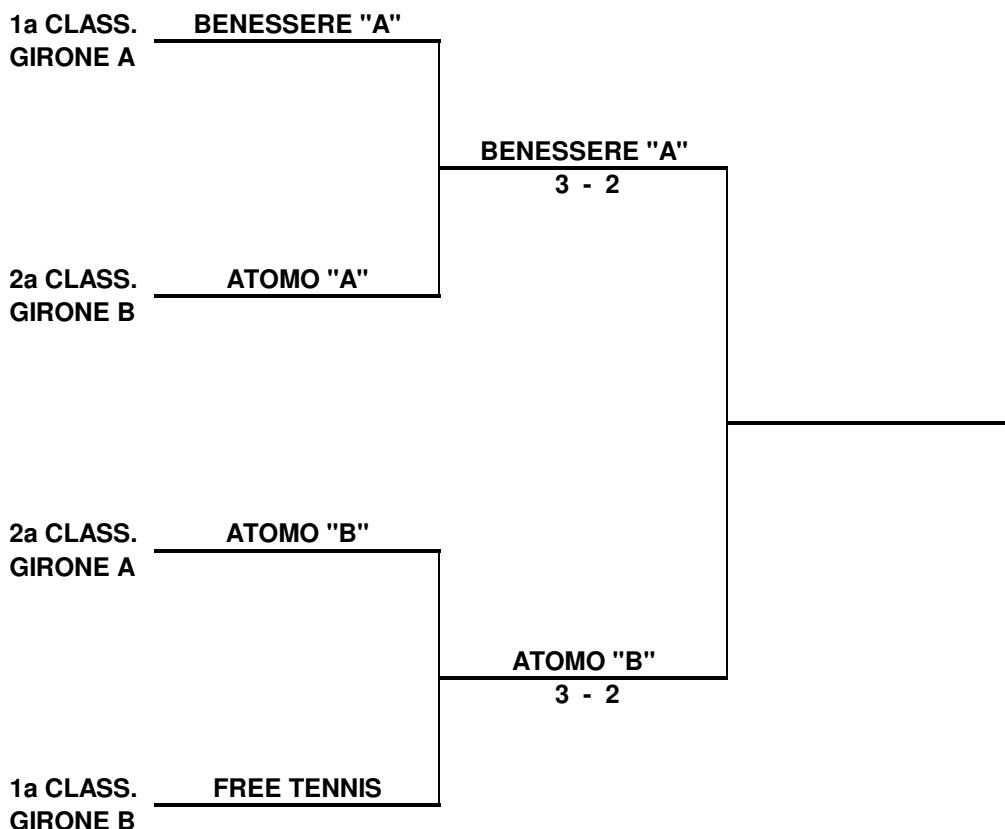 1a CLASS. BENESSERE "A"
GIRONE A
BENESSERE "A"
3 - 2
2a CLASS. ATOMO "A"
GIRONE B
2a CLASS. ATOMO "B"
GIRONE A
ATOMO "B"
3 - 2
1a CLASS. FREE TENNIS
GIRONE B